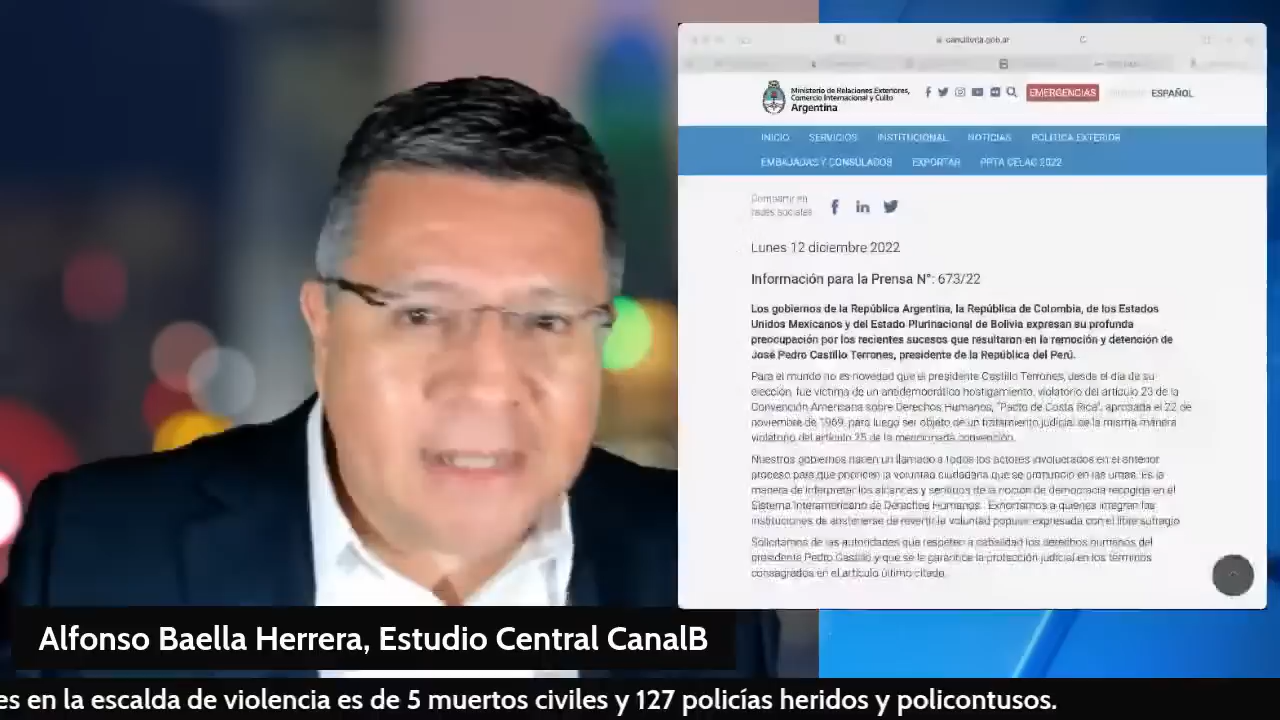 cancilleria.gob.ar
Ministerio de Relaciones Exteriores,
Comercio Internacional y Culto
Argentina
EMERGENCIAS
ESPAÑOL
INICIO SERVICIOS INSTITUCIONAL NOTICIAS POLÍTICA EXTERIOR
EMBAJADAS Y CONSULADOS EXPORTAR PPTA CELAC 2022
Compartir en
redes sociales
Lunes 12 diciembre 2022
Información para la Prensa N°: 673/22
Los gobiernos de la República Argentina, la República de Colombia, de los Estados
Unidos Mexicanos y del Estado Plurinacional de Bolivia expresan su profunda
preocupación por los recientes sucesos que resultaron en la remoción y detención de
José Pedro Castillo Terrones, presidente de la República del Perú.
Para el mundo no es novedad que el presidente Castillo Terrones, desde el día de su
elección, fue víctima de un antidemocrático hostigamiento, violatorio del artículo 23 de la
Convención Americana sobre Derechos Humanos, "Pacto de Costa Rica", aprobada el 22 de
noviembre de 1969, para luego ser objeto de un tratamiento judicial de la misma manera
violatorio del artículo 25 de la mencionada convención.
Nuestros gobiernos hacen un llamado a todos los actores involucrados en el anterior
proceso para que prioricen la voluntad ciudadana que se pronunció en las urnas. Es la
manera de interpretar los alcances y sentidos de la noción de democracia recogida en el
Sistema Interamericano de Derechos Humanos. Exhortamos a quienes integran las
instituciones de abstenerse de revertir la voluntad popular expresada con el libre sufragio
Solicitamos de las autoridades que respeten a cabalidad los derechos humanos del
presidente Pedro Castillo y que se le garantice la protección judicial en los términos
consagrados en el artículo último citado.
Alfonso Baella Herrera, Estudio Central CanalB
es en la escalda de violencia es de 5 muertos civiles y 127 policías heridos y policontusos.